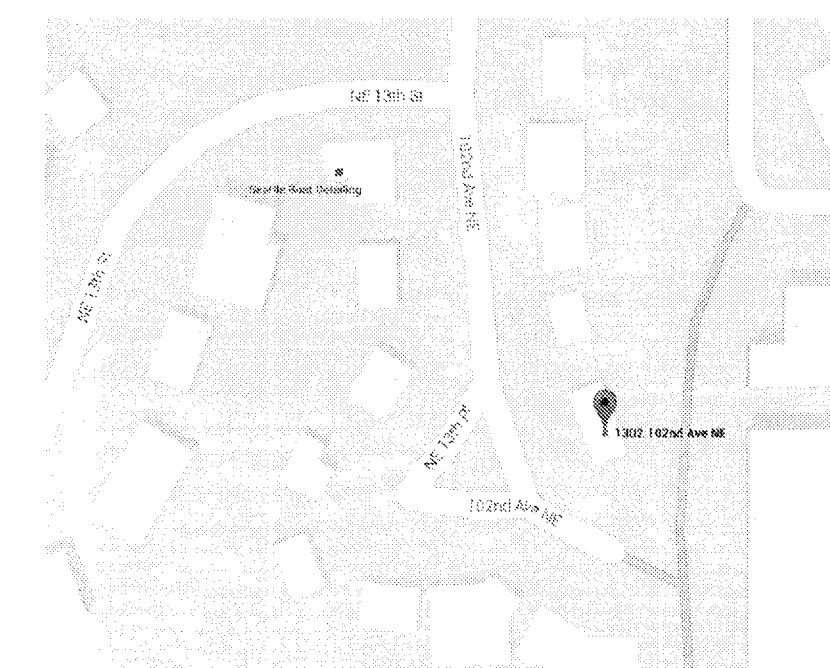 NE 13th St
102nd Ave NE
Seattle Boat Detailing
NE 13th St
1302 102nd Ave NE
NE 13th Pl
102nd Ave NE